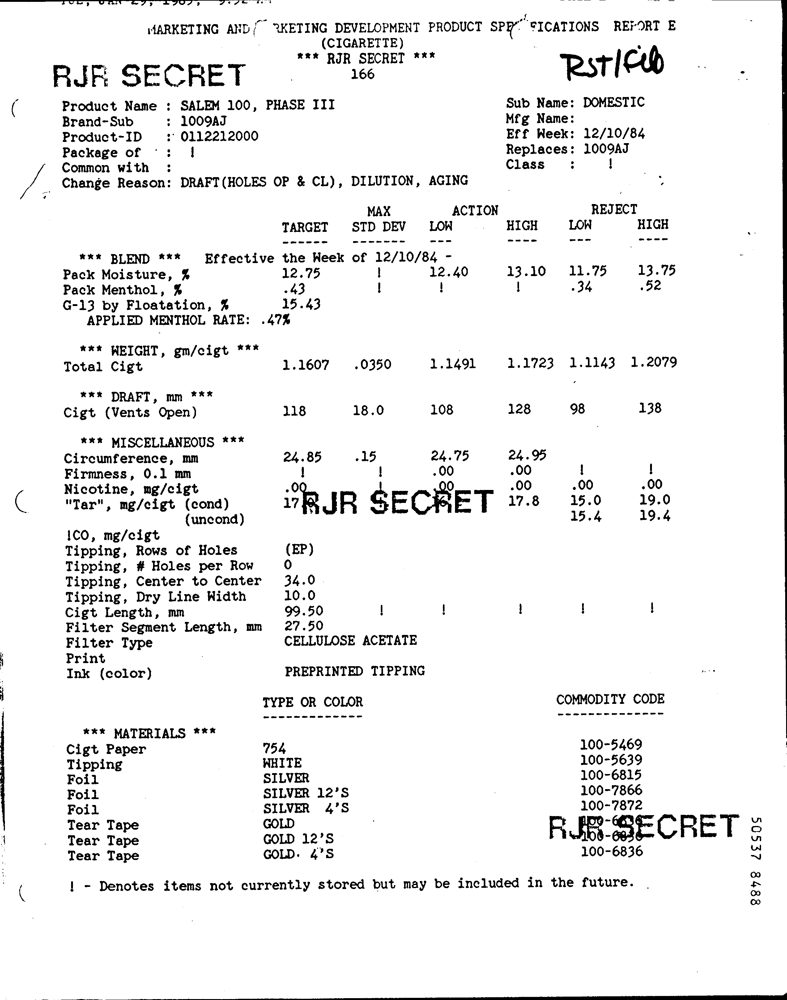 MARKETING AND MARKETING DEVELOPMENT PRODUCT SPECIFICATIONS REPORT E
(CIGARETTE)
*** RJR SECRET ***
166
RJR SECRET
RST/File
Product Name : SALEM 100, PHASE III Sub Name: DOMESTIC
Brand-Sub : 1009AJ Mfg Name:
Product-ID : 0112212000 Eff Week: 12/10/84
Package of : ! Replaces: 1009AJ
Common with : Class : !
Change Reason: DRAFT(HOLES OP & CL), DILUTION, AGING
MAX ACTION REJECT
TARGET STD DEV LOW HIGH LOW HIGH
------ ------- --- ---- --- ----
*** BLEND *** Effective the Week of 12/10/84 -
Pack Moisture, % 12.75 ! 12.40 13.10 11.75 13.75
Pack Menthol, % .43 ! ! ! .34 .52
G-13 by Floatation, % 15.43
APPLIED MENTHOL RATE: .47%
*** WEIGHT, gm/cigt ***
Total Cigt 1.1607 .0350 1.1491 1.1723 1.1143 1.2079
*** DRAFT, mm ***
Cigt (Vents Open) 118 18.0 108 128 98 138
*** MISCELLANEOUS ***
Circumference, mm 24.85 .15 24.75 24.95
Firmness, 0.1 mm ! ! .00 .00 ! !
Nicotine, mg/cigt .00 ! .00 .00 .00 .00
"Tar", mg/cigt (cond) 17 17.8 15.0 19.0
RJR SECRET
(uncond) 15.4 19.4
!CO, mg/cigt
Tipping, Rows of Holes (EP)
Tipping, # Holes per Row 0
Tipping, Center to Center 34.0
Tipping, Dry Line Width 10.0
Cigt Length, mm 99.50 ! ! ! ! !
Filter Segment Length, mm 27.50
Filter Type CELLULOSE ACETATE
Print
Ink (color) PREPRINTED TIPPING
TYPE OR COLOR COMMODITY CODE
------------- --------------
*** MATERIALS ***
Cigt Paper 754 100-5469
Tipping WHITE 100-5639
Foil SILVER 100-6815
Foil SILVER 12'S 100-7866
Foil SILVER 4'S 100-7872
Tear Tape GOLD
RJR SECRET
Tear Tape GOLD 12'S
Tear Tape GOLD. 4'S 100-6836
! - Denotes items not currently stored but may be included in the future.
50537 8488